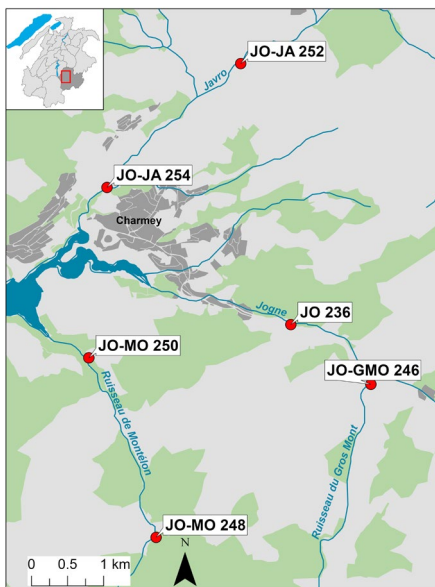 JO-JA 252
Javro
JO-JA 254
Charmey
Jogne
JO 236
JO-MO 250
JO-GMO 246
Ruisseau de Montélon
Ruisseau du Gros Mont
JO-MO 248
N
0 0.5 1 km